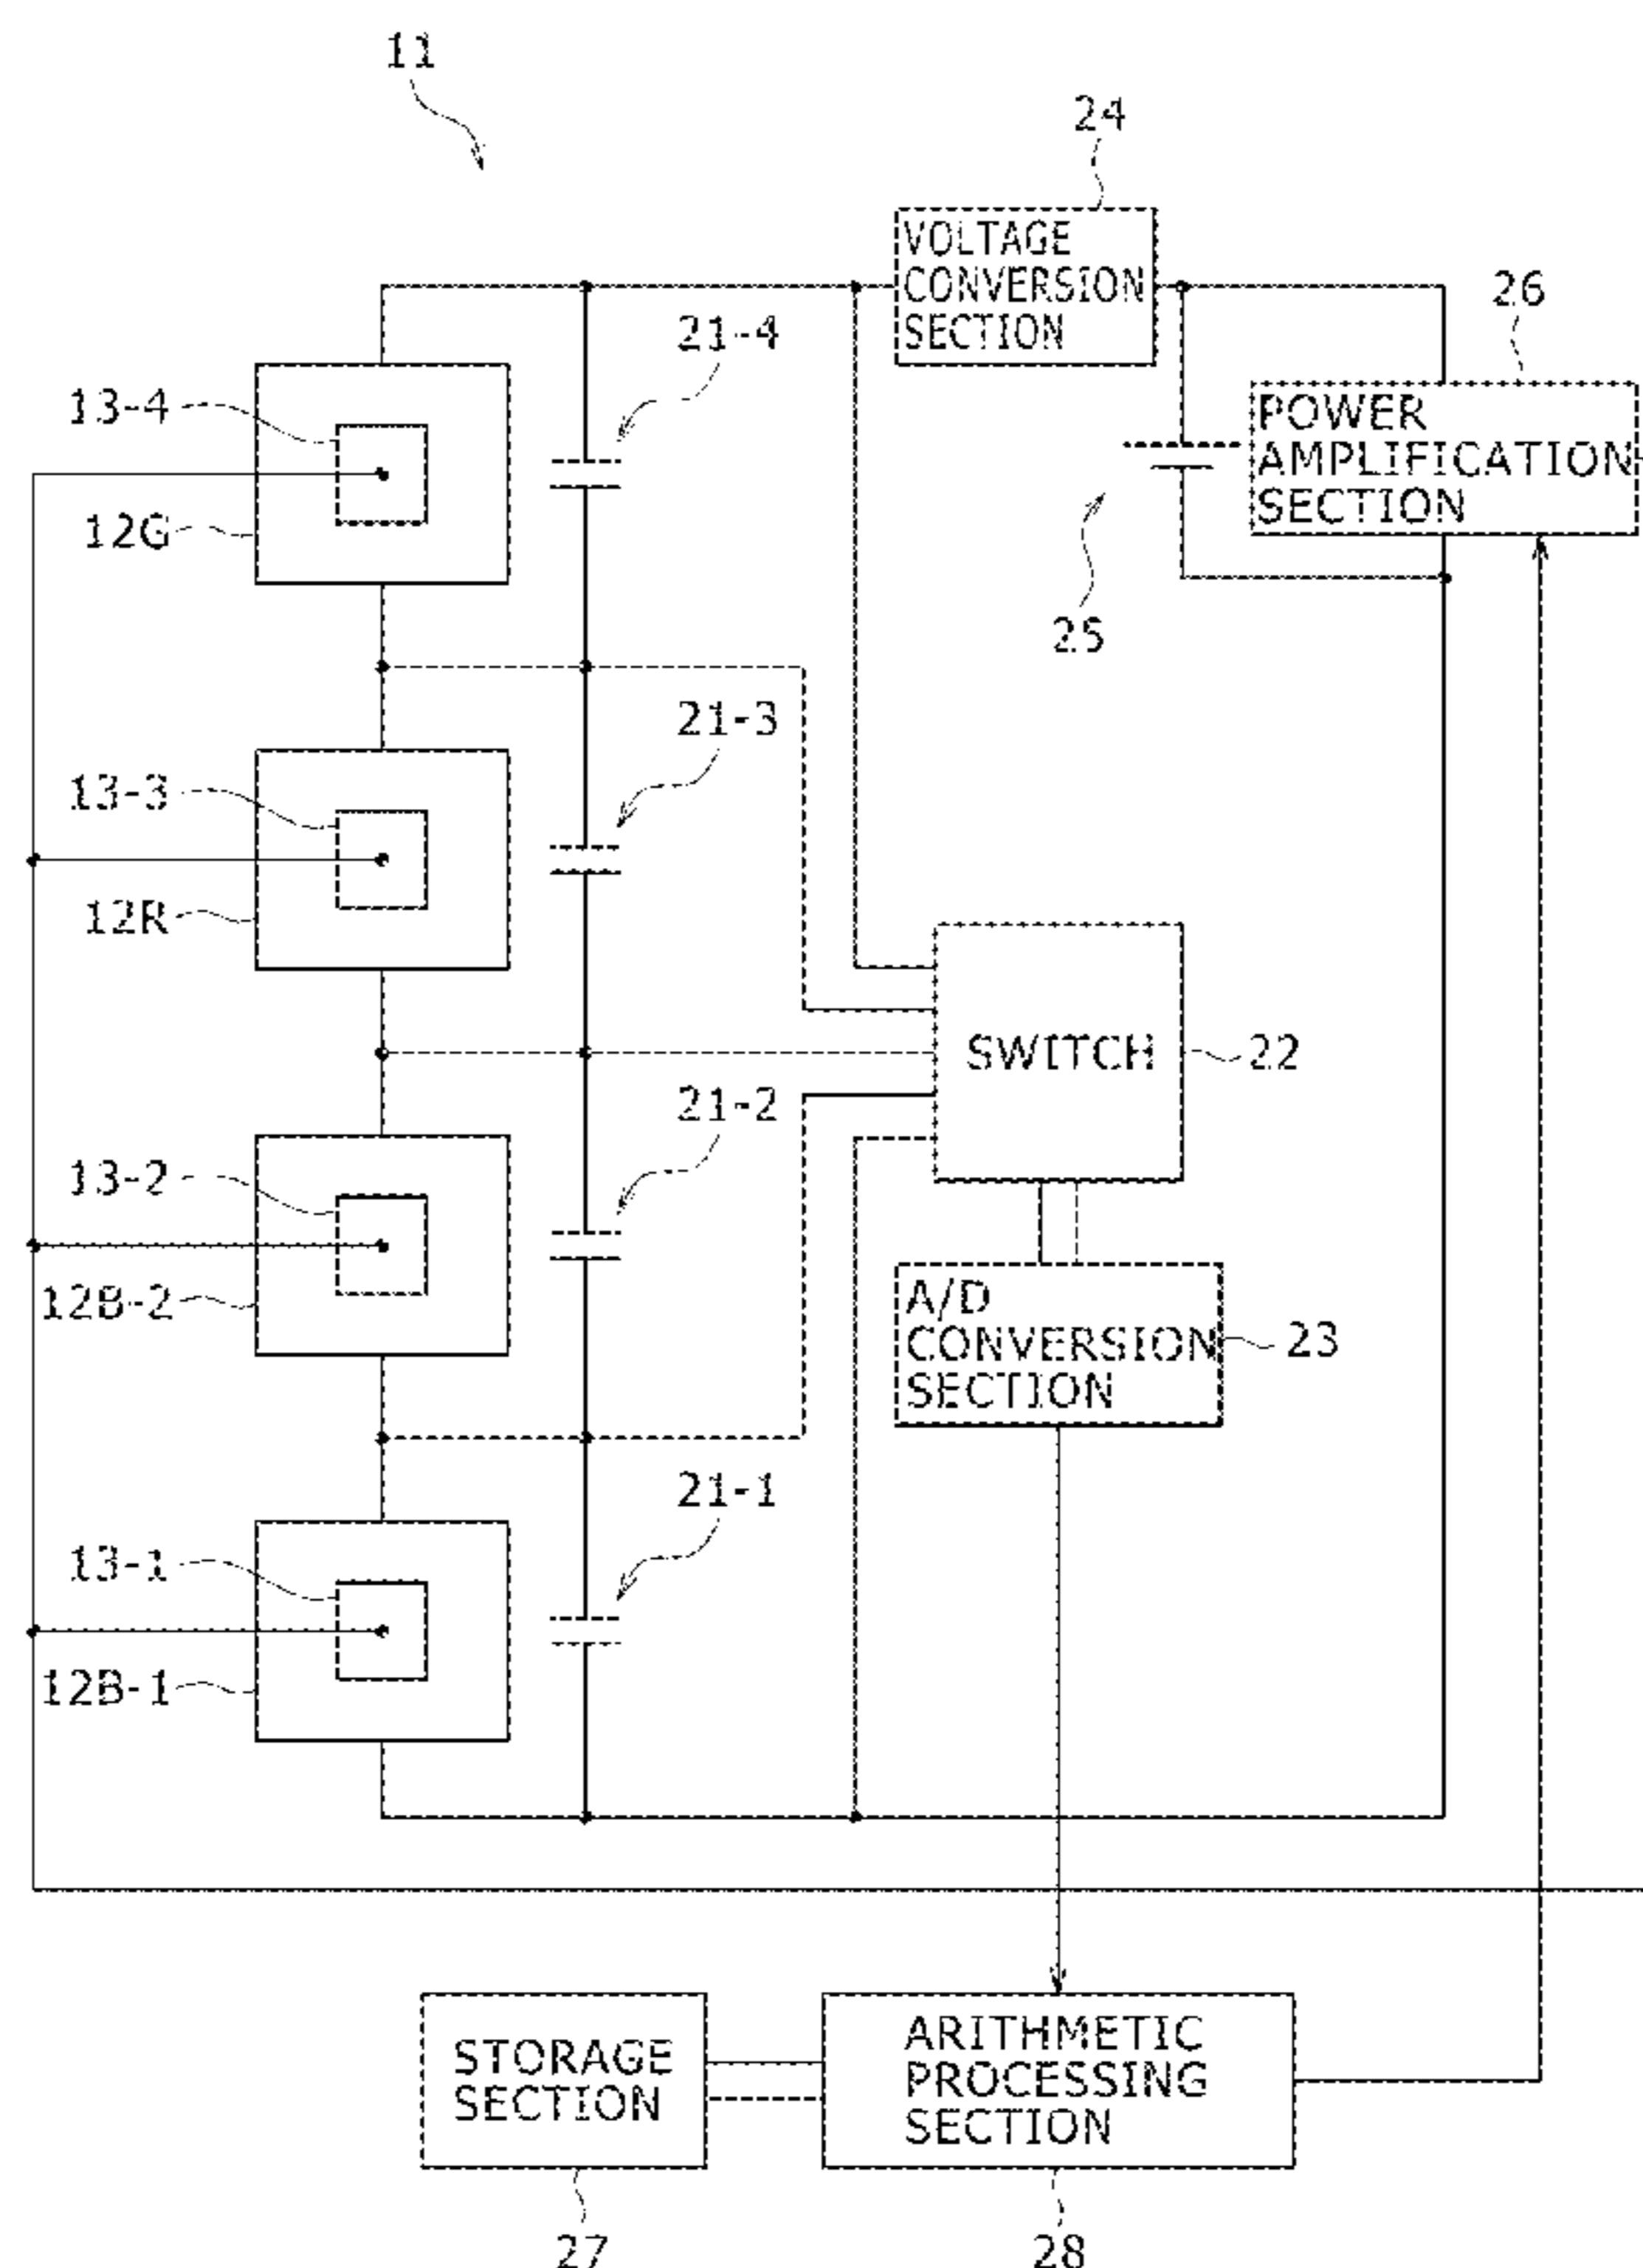 11
24
VOLTAGE
CONVERSION
SECTION
26
21-4
POWER
AMPLIFICATION
SECTION
13-4
12G
25
21-3
13-3
12R
SWITCH
22
21-2
13-2
12B-2
A/D
CONVERSION
SECTION
23
21-1
13-1
12B-1
STORAGE
SECTION
ARITHMETIC
PROCESSING
SECTION
27
28